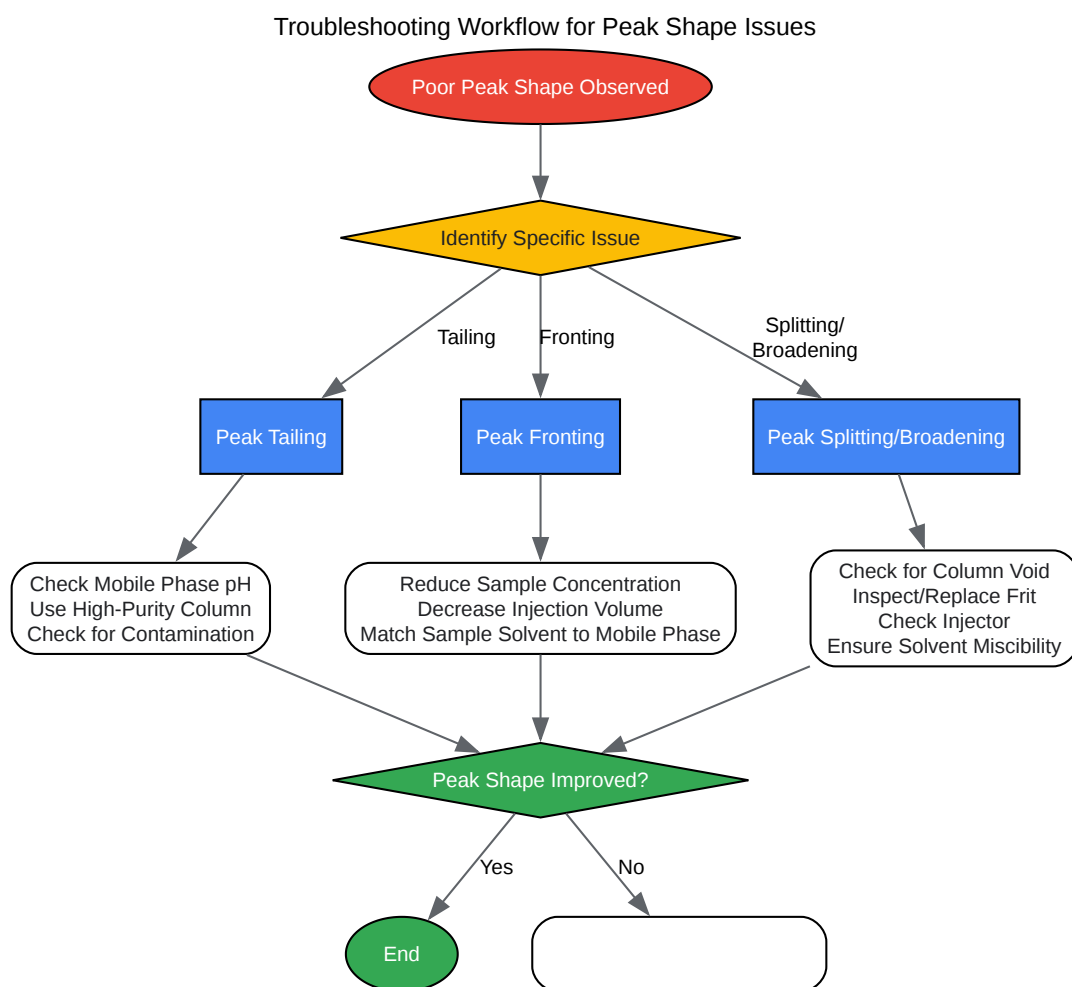 Troubleshooting Workflow for Peak Shape Issues
Poor Peak Shape Observed
Identify Specific Issue
Tailing
Fronting
Splitting/
Broadening
Peak Tailing
Peak Fronting
Peak Splitting/Broadening
Check Mobile Phase pH
Use High-Purity Column
Check for Contamination
Reduce Sample Concentration
Decrease Injection Volume
Match Sample Solvent to Mobile Phase
Check for Column Void
Inspect/Replace Frit
Check Injector
Ensure Solvent Miscibility
Peak Shape Improved?
Yes
No
End